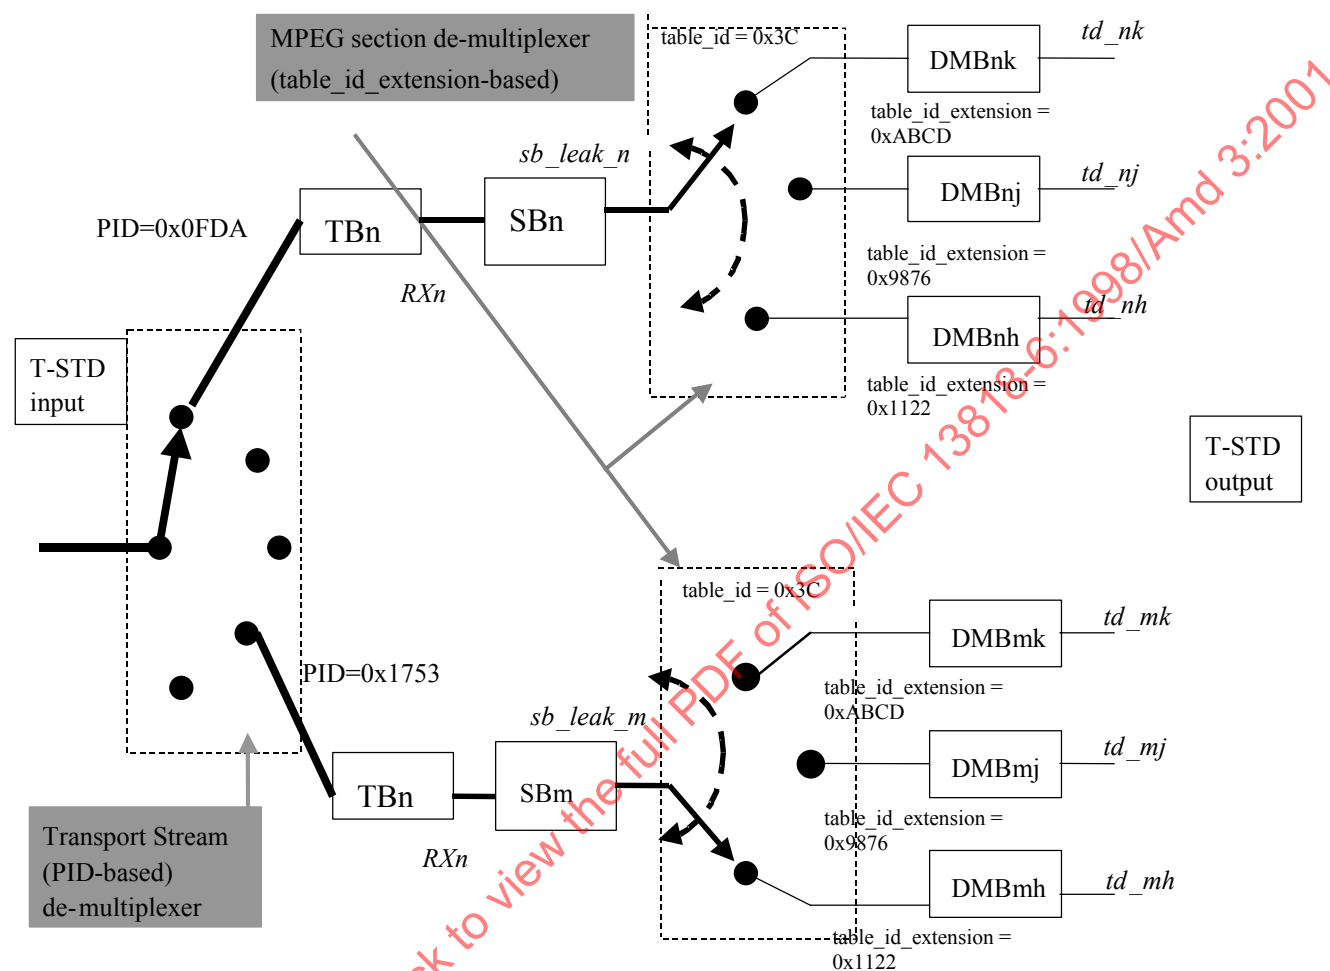 MPEG section de-multiplexer
(table_id_extension-based)
table_id = 0x3C
DMBnk
td_nk
table_id_extension =
0xABCD
sb_leak_n
PID=0x0FDA
TBn
SBn
RXn
DMBnj
td_nj
table_id_extension =
0x9876
DMBnh
td_nh
table_id_extension =
0x1122
T-STD
input
T-STD
output
table_id = 0x3C
DMBmk
td_mk
table_id_extension =
0xABCD
PID=0x1753
sb_leak_m
TBn
SBm
RXn
DMBmj
td_mj
table_id_extension =
0x9876
DMBmh
td_mh
table_id_extension =
0x1122
Transport Stream
(PID-based)
de-multiplexer
ck to view the full PDF of ISO/IEC 13818-6:1998/Amd 3:2001